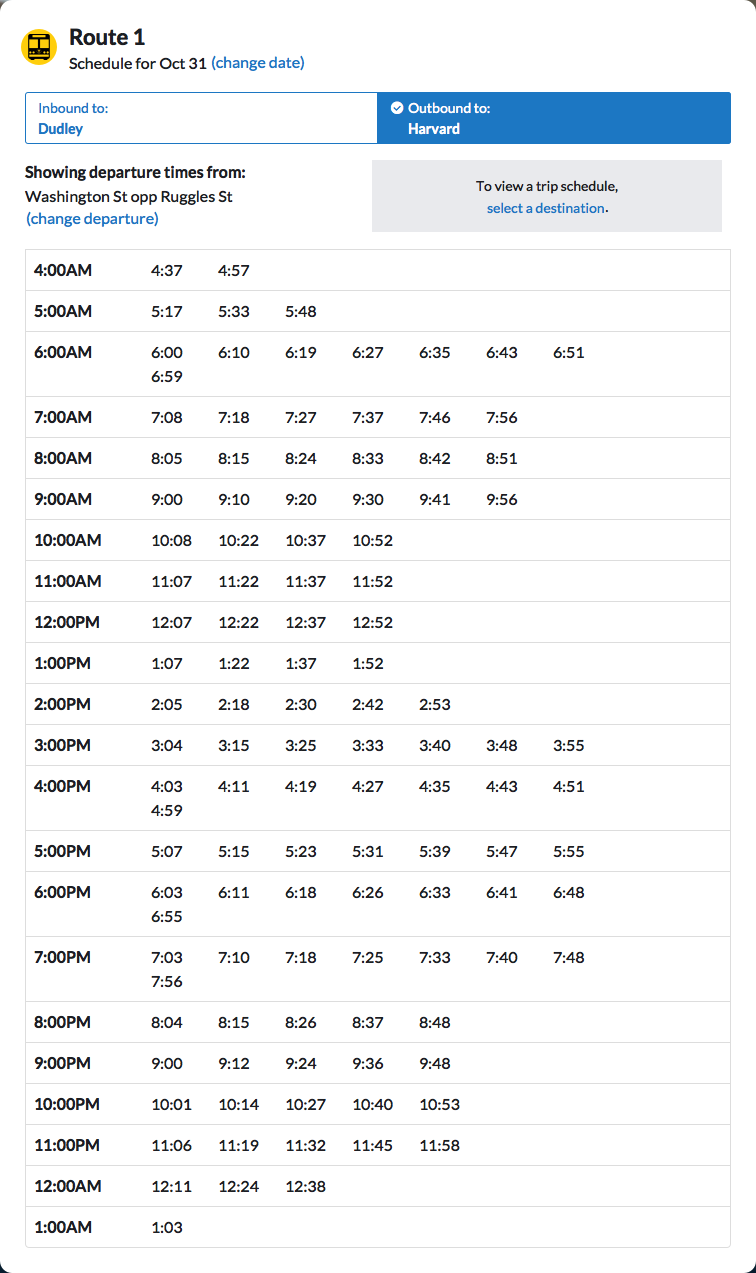 Route 1
Schedule for Oct 31 (change date)
Inbound to:
Dudley
Outbound to:
Harvard
Showing departure times from:
Washington St opp Ruggles St
(change departure)
To view a trip schedule,
select a destination.
4:00AM 4:37 4:57
5:00AM 5:17 5:33 5:48
6:00AM 6:00 6:10 6:19 6:27 6:35 6:43 6:51
6:59
7:00AM 7:08 7:18 7:27 7:37 7:46 7:56
8:00AM 8:05 8:15 8:24 8:33 8:42 8:51
9:00AM 9:00 9:10 9:20 9:30 9:41 9:56
10:00AM 10:08 10:22 10:37 10:52
11:00AM 11:07 11:22 11:37 11:52
12:00PM 12:07 12:22 12:37 12:52
1:00PM 1:07 1:22 1:37 1:52
2:00PM 2:05 2:18 2:30 2:42 2:53
3:00PM 3:04 3:15 3:25 3:33 3:40 3:48 3:55
4:00PM 4:03 4:11 4:19 4:27 4:35 4:43 4:51
4:59
5:00PM 5:07 5:15 5:23 5:31 5:39 5:47 5:55
6:00PM 6:03 6:11 6:18 6:26 6:33 6:41 6:48
6:55
7:00PM 7:03 7:10 7:18 7:25 7:33 7:40 7:48
7:56
8:00PM 8:04 8:15 8:26 8:37 8:48
9:00PM 9:00 9:12 9:24 9:36 9:48
10:00PM 10:01 10:14 10:27 10:40 10:53
11:00PM 11:06 11:19 11:32 11:45 11:58
12:00AM 12:11 12:24 12:38
1:00AM 1:03